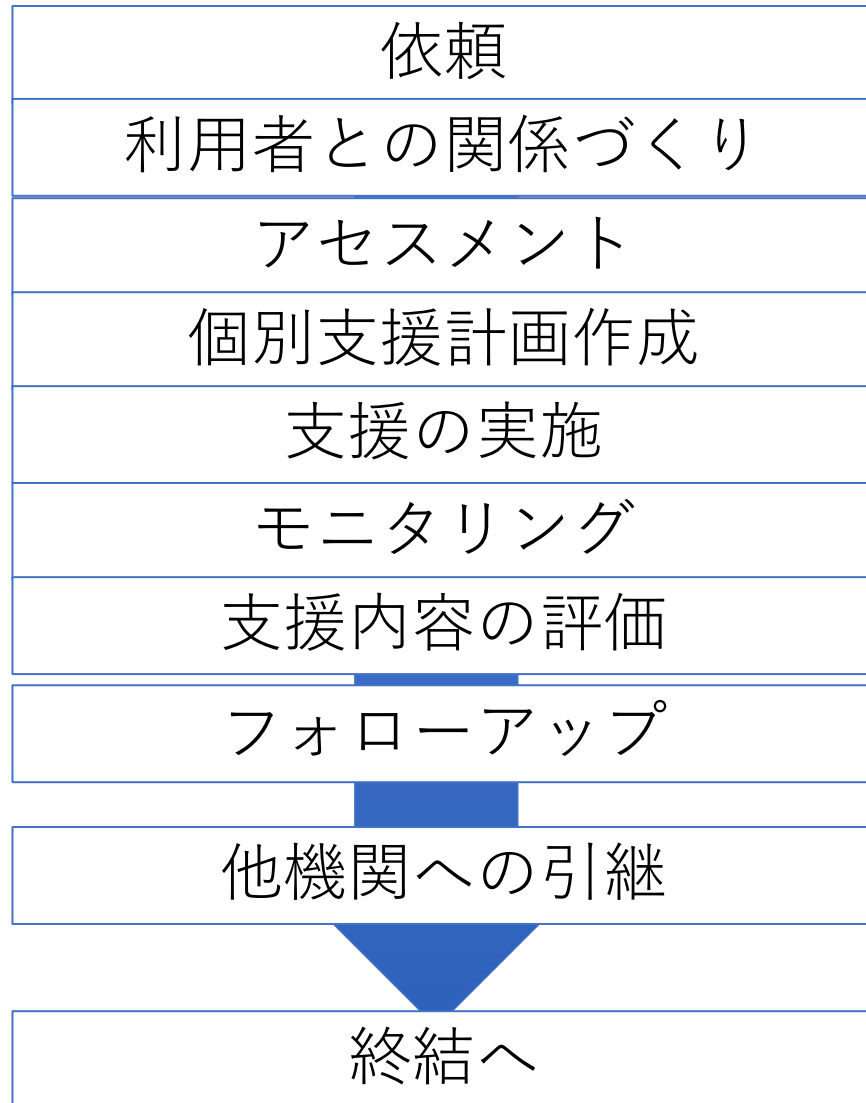 依頼
利用者との関係づくり
アセスメント
個別支援計画作成
支援の実施
モニタリング
支援内容の評価
フォローアップ
他機関への引継
終結へ